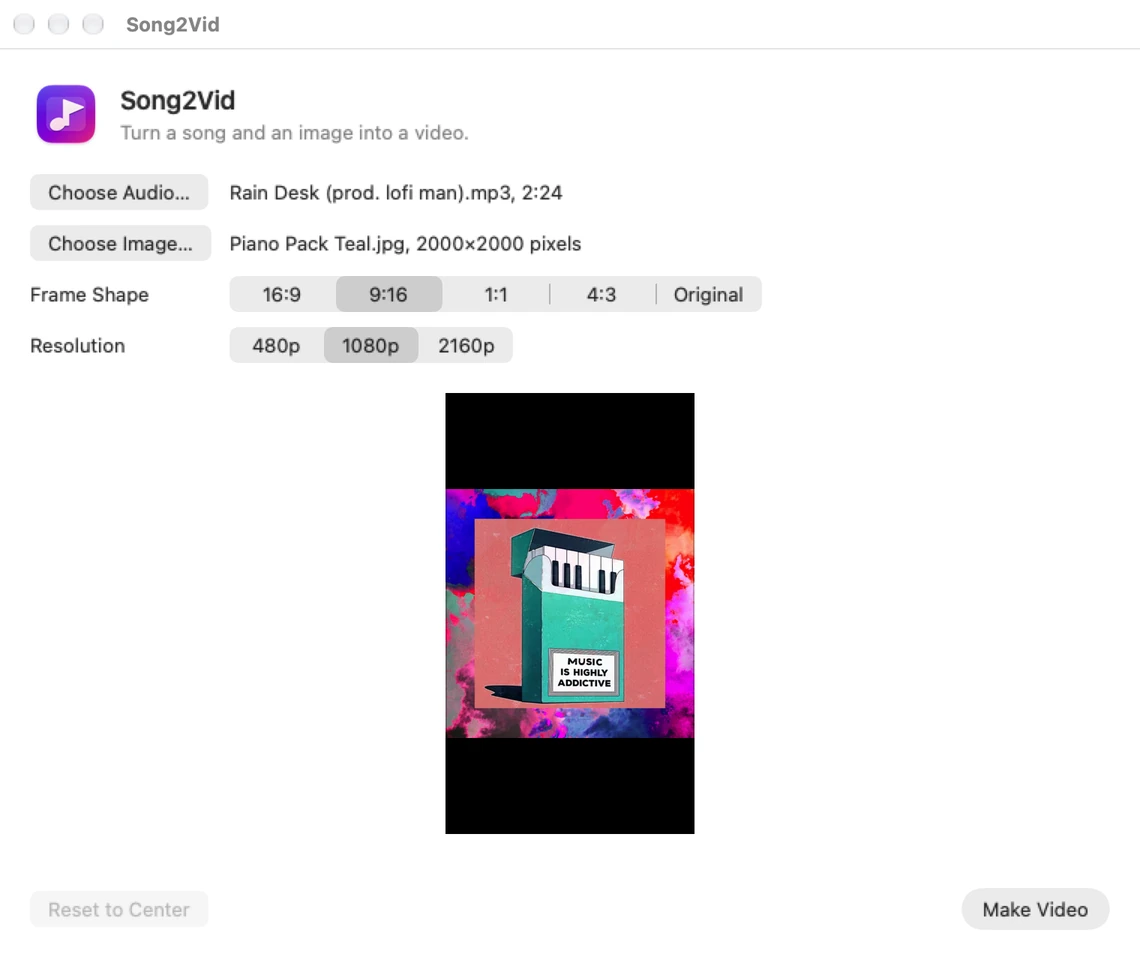 Song2Vid
Song2Vid
Turn a song and an image into a video.
Choose Audio... Rain Desk (prod. lofi man).mp3, 2:24
Choose Image... Piano Pack Teal.jpg, 2000×2000 pixels
Frame Shape 16:9 9:16 1:1 4:3 Original
Resolution 480p 1080p 2160p
MUSIC
IS HIGHLY
ADDICTIVE
Reset to Center Make Video